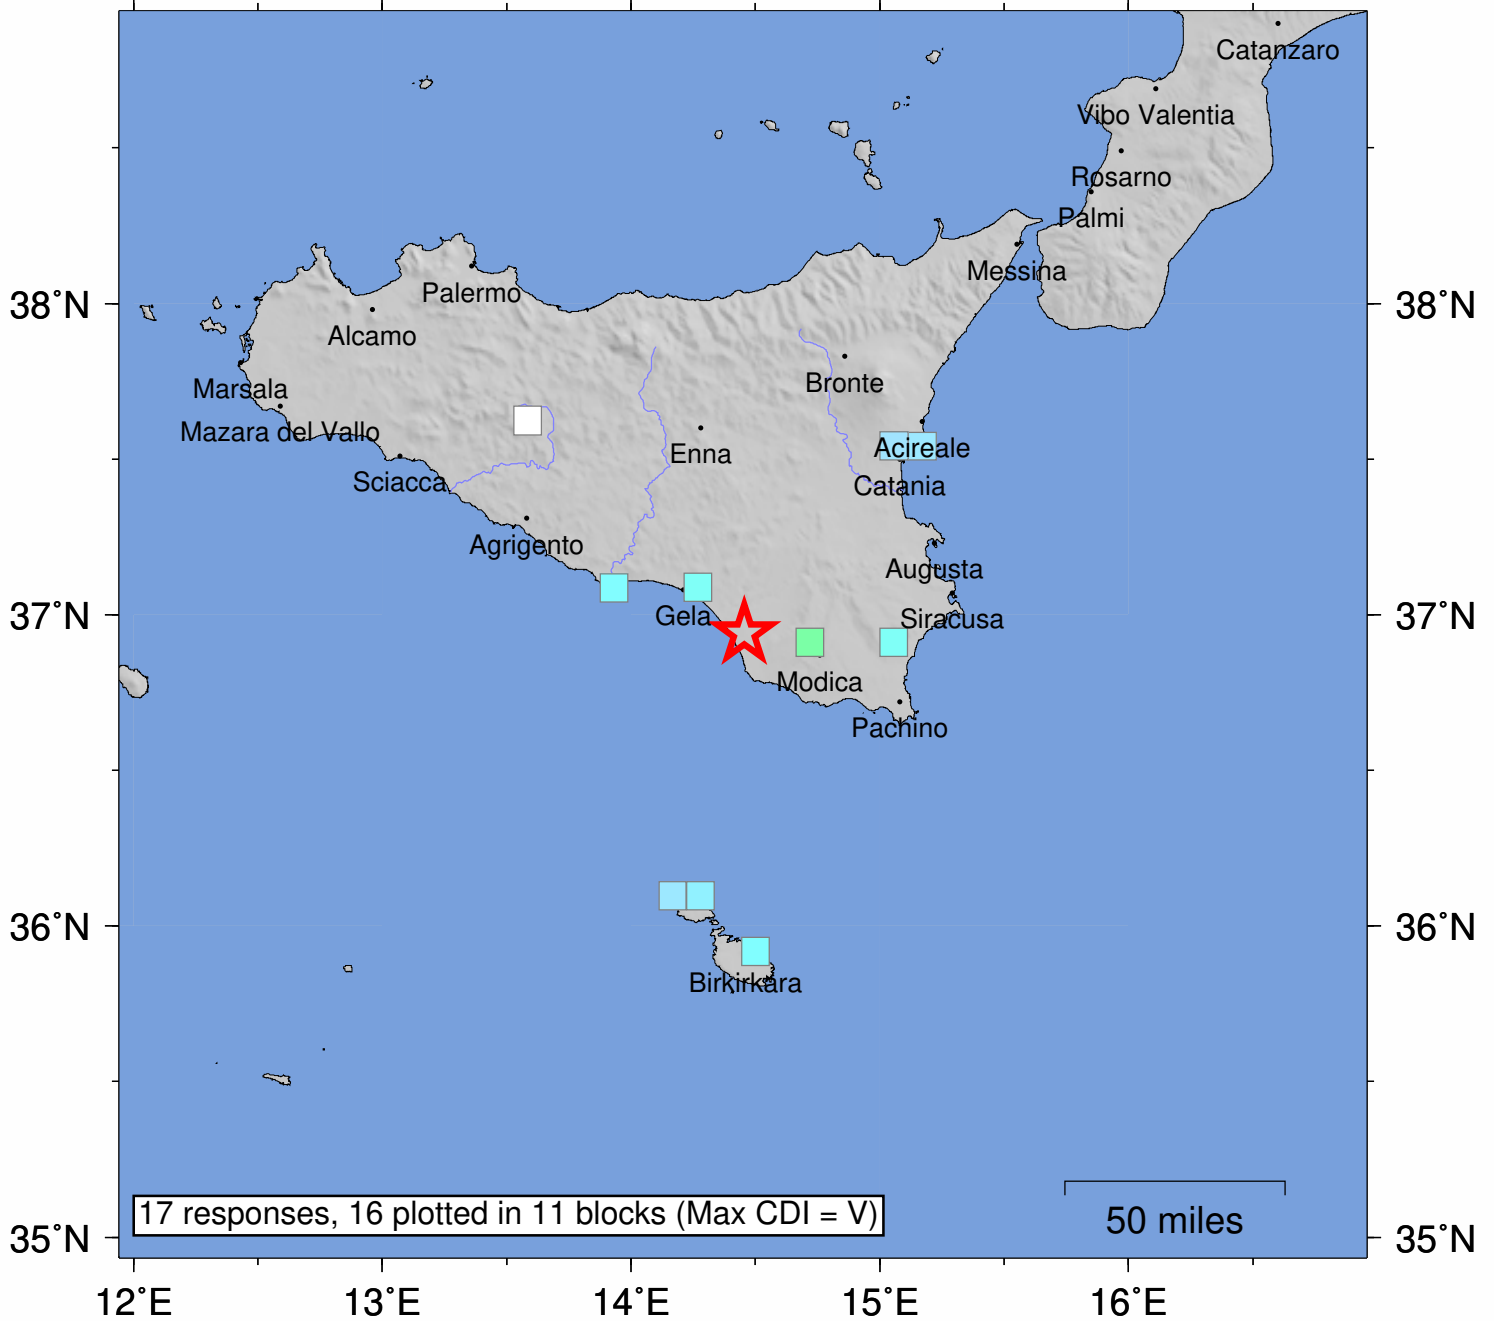 Catanzaro
Vibo Valentia
Rosarno
Palmi
Messina
Palermo
38˚N
38˚N
Alcamo
Marsala
Bronte
Mazara del Vallo
Enna
Acireale
Sciacca
Catania
Agrigento
Augusta
37˚N
Gela
Siracusa
37˚N
Modica
Pachino
36˚N
36˚N
Birkirkara
17 responses, 16 plotted in 11 blocks (Max CDI = V)
50 miles
35˚N
35˚N
12˚E
13˚E
14˚E
15˚E
16˚E